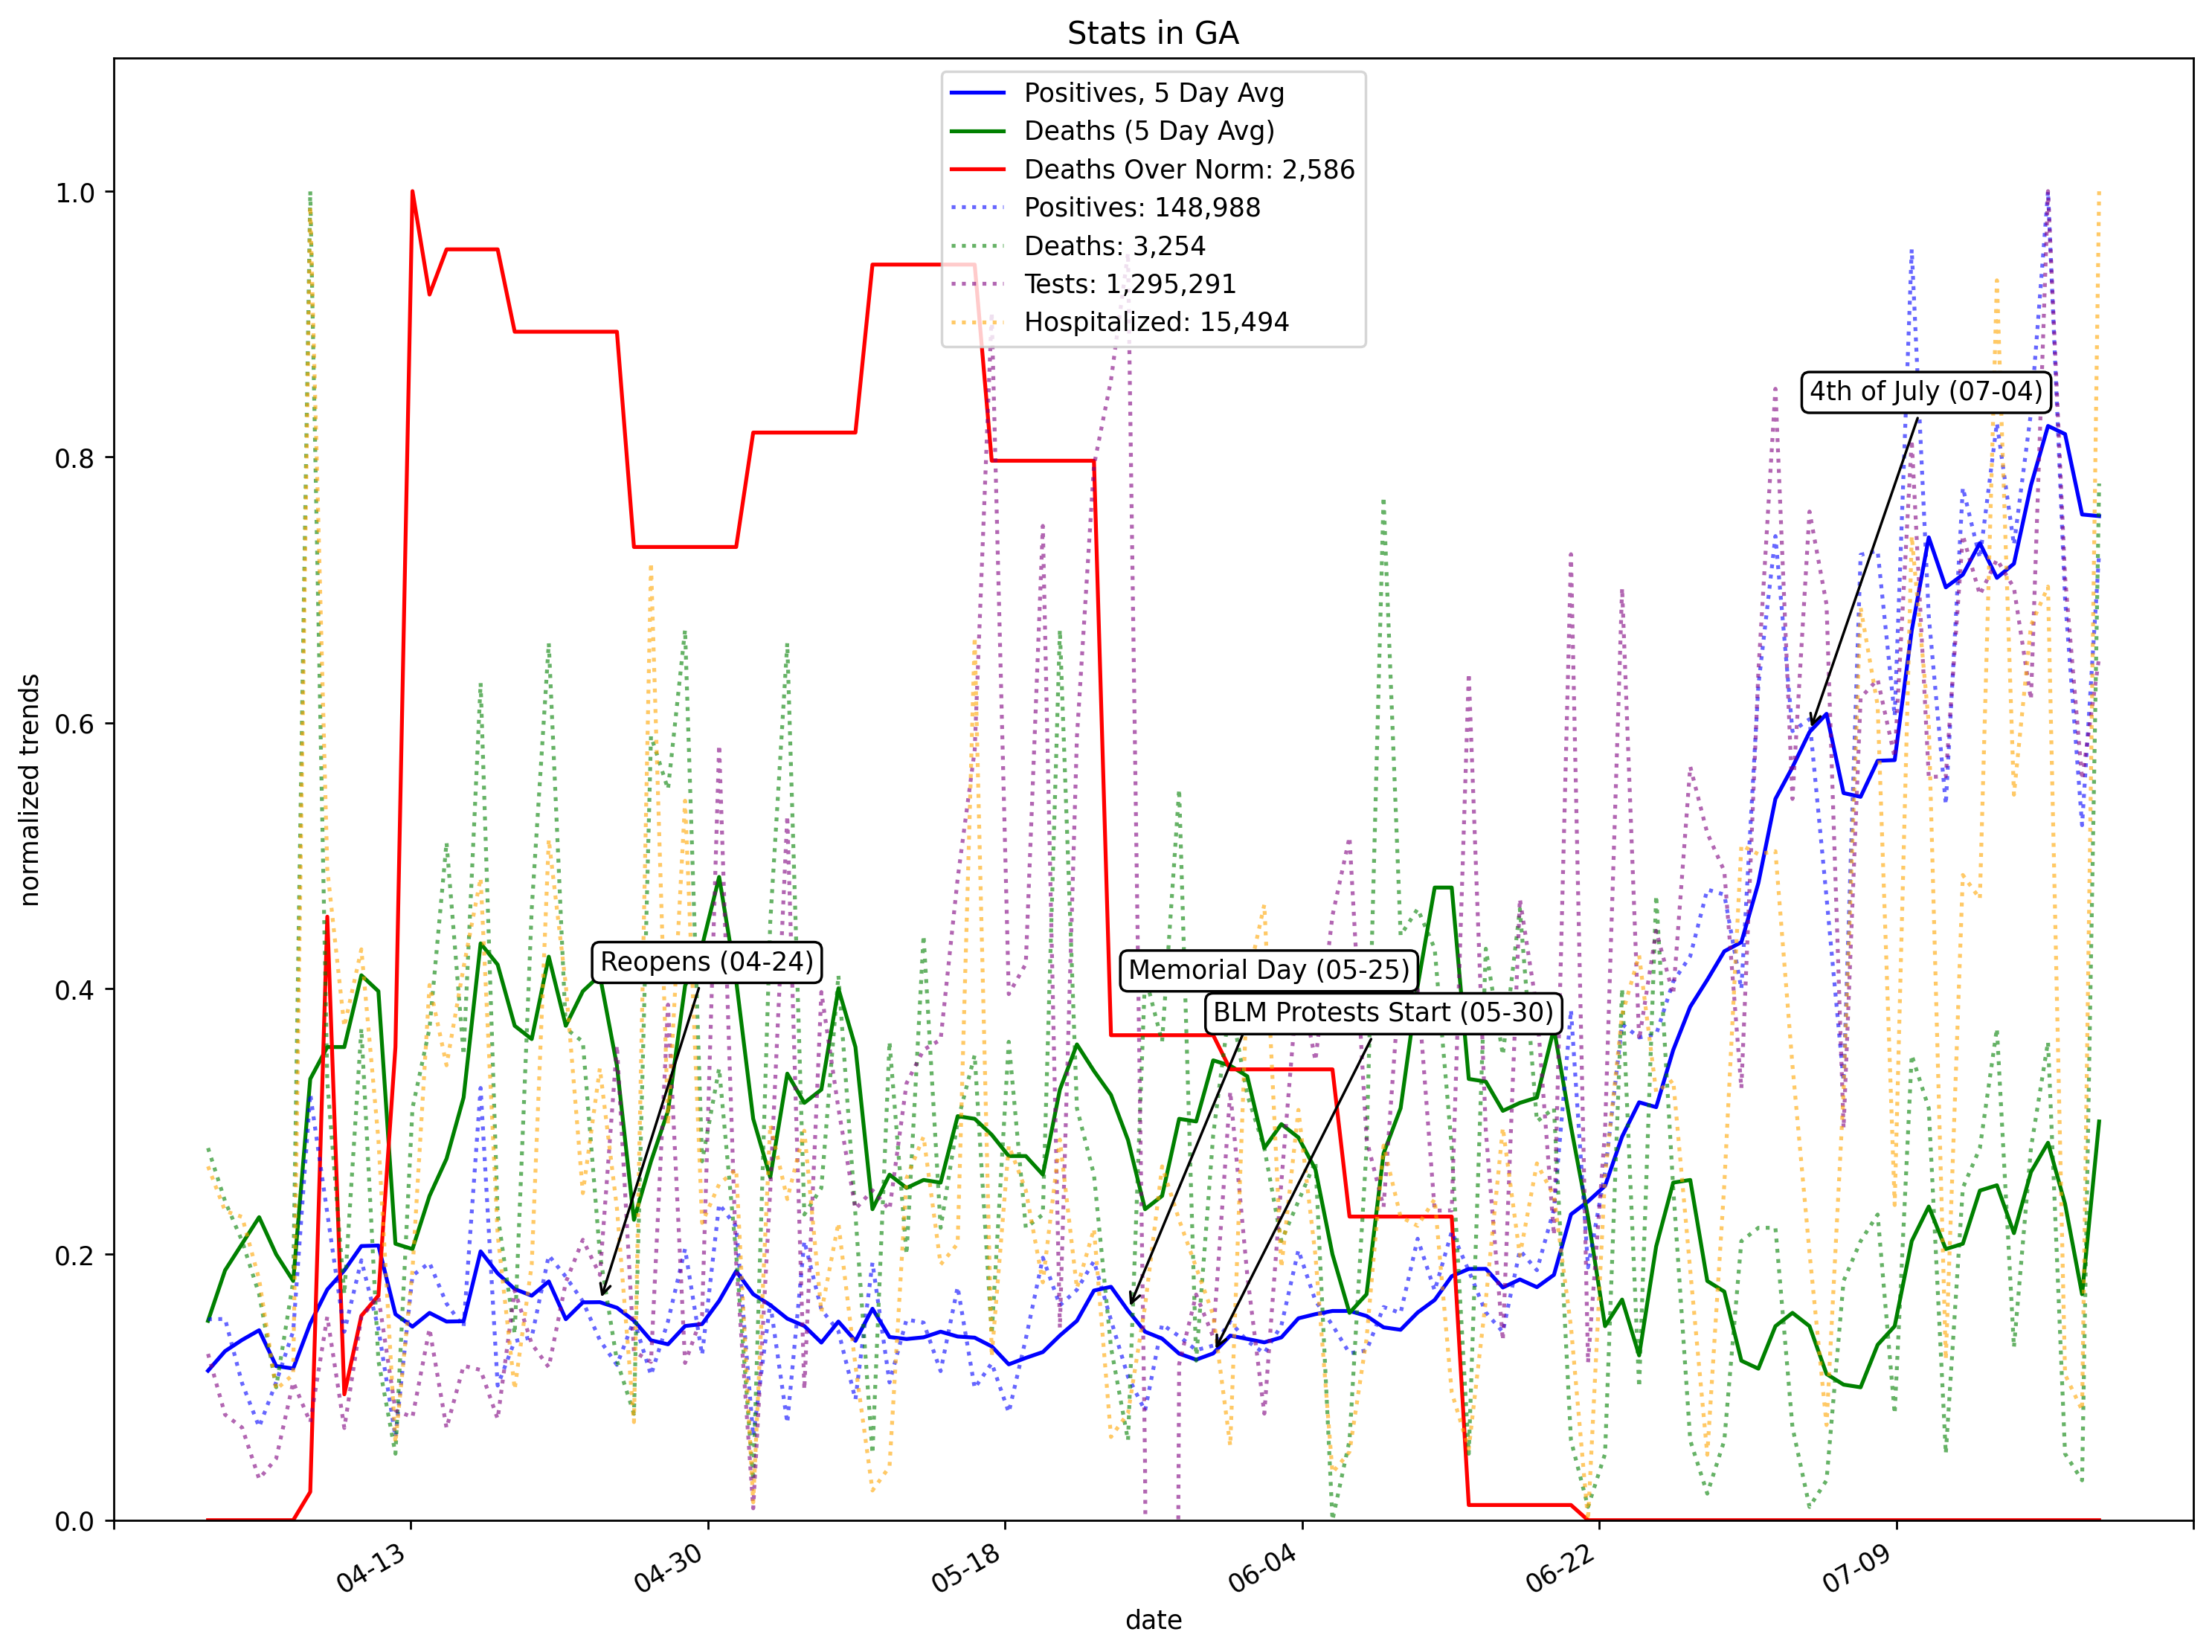 Stats in GA
Positives, 5 Day Avg
Deaths (5 Day Avg)
Deaths Over Norm: 2,586
Positives: 148,988
Deaths: 3,254
Tests: 1,295,291
Hospitalized: 15,494
4th of July (07-04)
Reopens (04-24)
Memorial Day (05-25)
BLM Protests Start (05-30)
normalized trends
1.0
0.8
0.6
0.4
0.2
0.0
04-13
04-30
05-18
06-04
06-22
07-09
date